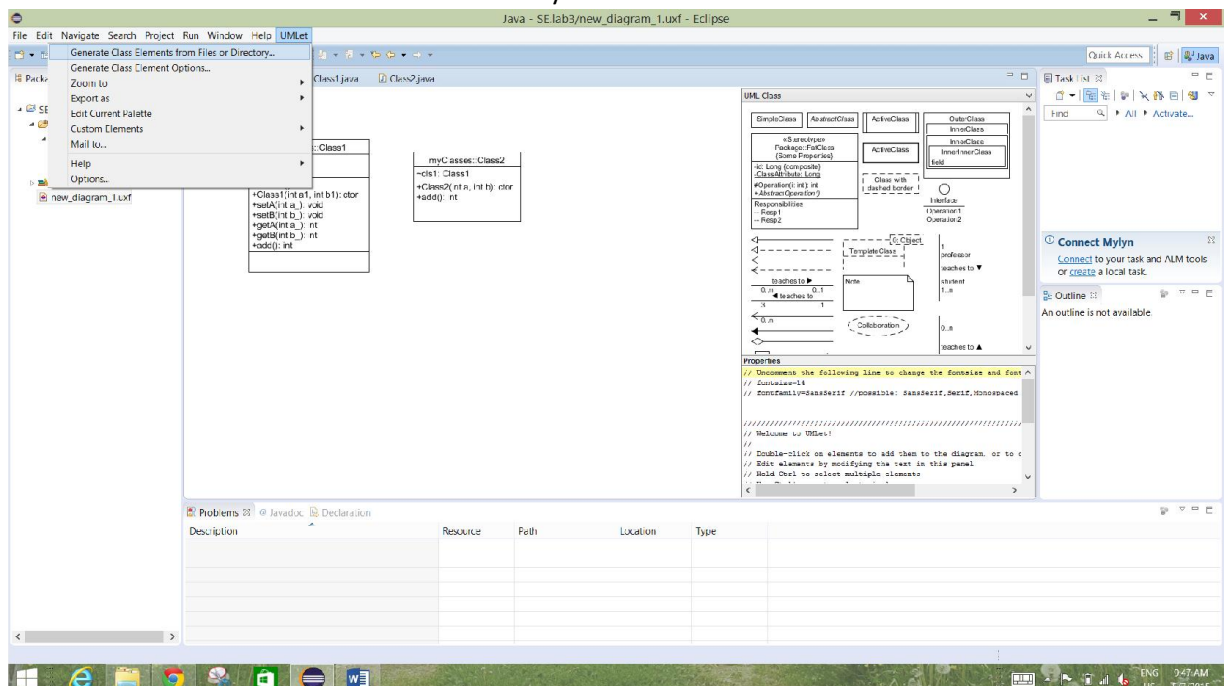 Java - SE.lab3/new_diagram_1.uxf - Eclipse
File Edit Navigate Search Project Run Window Help UMLet
Quick Access
Java
Generate Class Elements from Files or Directory...
Generate Class Element Options...
Zoom to
Export as
Edit Current Palette
Custom Elements
Mail to...
Help
Options...
new_diagram_1.uxf
Class1.java
Class2.java
::Class1
+Class1(int a1, int b1): ctor
+setA(int a_): void
+setB(int b_): void
+getA(int a_): int
+getB(int b_): int
+add(): int
myClasses::Class2
~cls1: Class1
+Class2(int a, int b): ctor
+add(): int
UML Class
SimpleClass
AbstractClass
ActiveClass
OuterClass
InnerClass
InnerClass
InnerInnerClass
field
«Stereotype»
Package::FatClass
{Some Properties}
-id: Long {composite}
-ClassAttribute: Long
#Operation(i: int): int
+AbstractOperation()
Responsibilities
-- Resp1
-- Resp2
ActiveClass
Class with
dashed border
Interface
Operation1
Operation2
o: Object
TemplateClass
1
professor
teaches to ▼
student
1..n
teaches to ▶
0..n 0..1
◀ teaches to
3 1
0..n
Note
Collaboration
0..n
teaches to ▲
Properties
// Uncomment the following line to change the fontsize and font
// fontsize=14
// fontfamily=SansSerif //possible: SansSerif,Serif,Monospaced
// Welcome to UMLet!
//
// Double-click on elements to add them to the diagram, or to c
// Edit elements by modifying the text in this panel
// Hold Ctrl to select multiple elements
Task List
Find
All
Activate...
Connect Mylyn
Connect to your task and ALM tools
or create a local task.
Outline
An outline is not available.
Problems @ Javadoc Declaration
Description Resource Path Location Type
ENG 9:47 AM